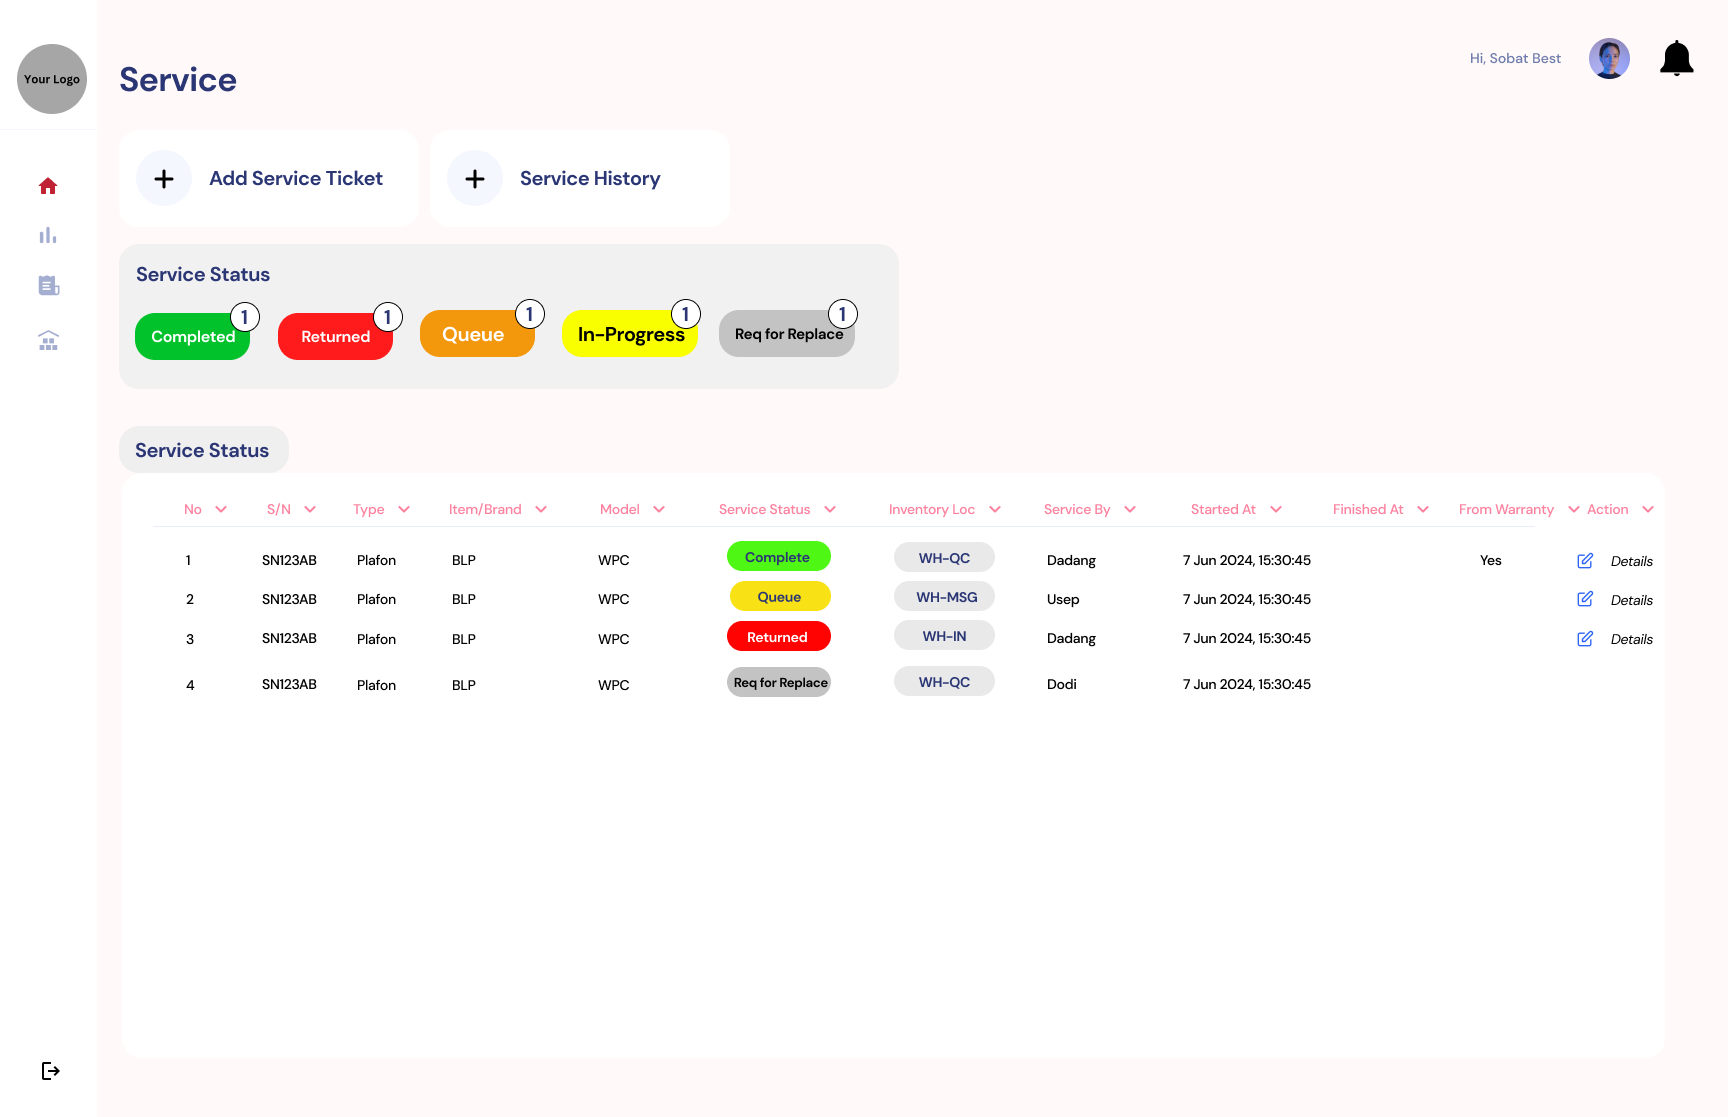 Your Logo
Hi, Sobat Best
Service
Add Service Ticket
Service History
Service Status
Completed 1
Returned 1
Queue 1
In-Progress 1
Req for Replace 1
Service Status
No S/N Type Item/Brand Model Service Status Inventory Loc Service By Started At Finished At From Warranty Action
1 SN123AB Plafon BLP WPC Complete WH-QC Dadang 7 Jun 2024, 15:30:45 Yes Details
2 SN123AB Plafon BLP WPC Queue WH-MSG Usep 7 Jun 2024, 15:30:45 Details
3 SN123AB Plafon BLP WPC Returned WH-IN Dadang 7 Jun 2024, 15:30:45 Details
4 SN123AB Plafon BLP WPC Req for Replace WH-QC Dodi 7 Jun 2024, 15:30:45